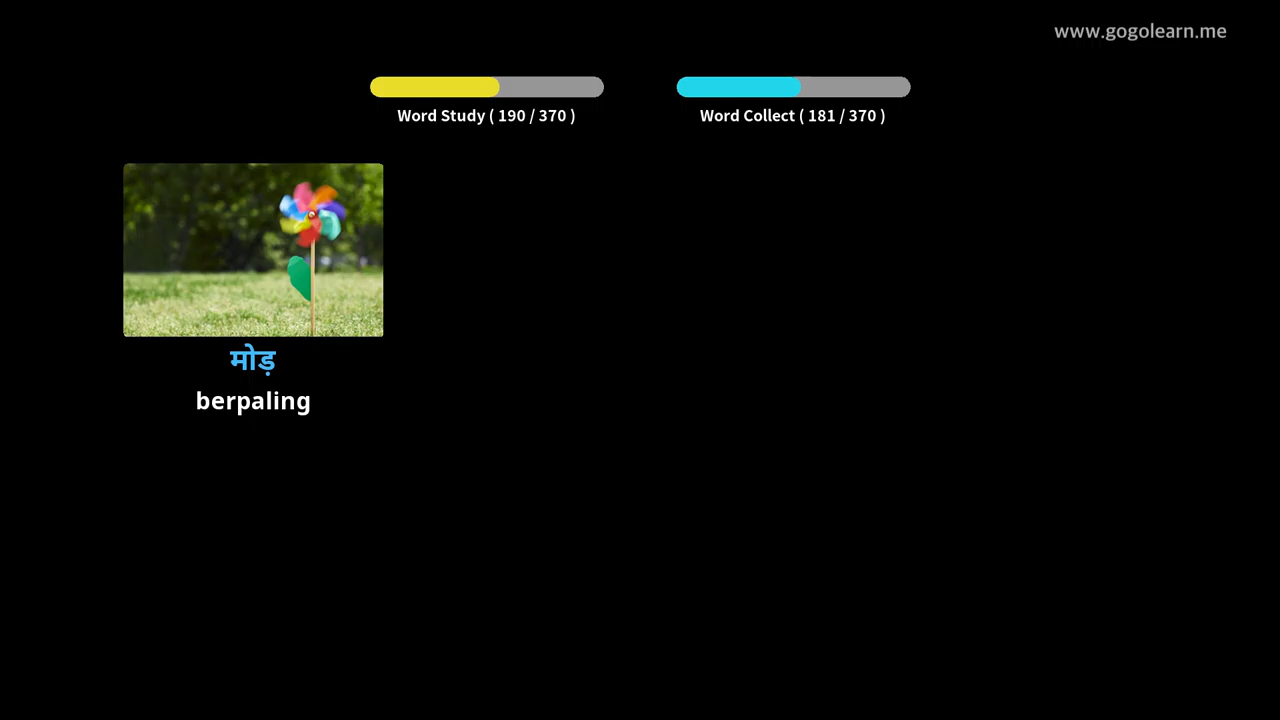 www.gogolearn.me
Word Study ( 190 / 370 )
Word Collect ( 181 / 370 )
मोड़
berpaling